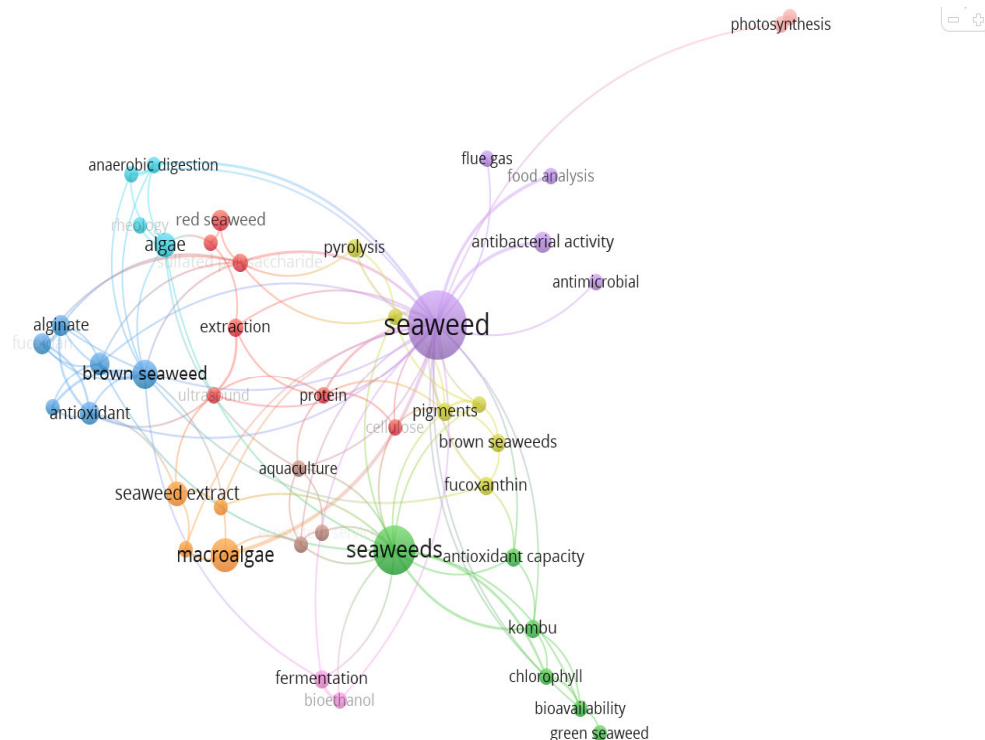 photosynthesis
flue gas
anaerobic digestion
food analysis
rheology
red seaweed
algae
antibacterial activity
pyrolysis
sulfated polysaccharide
antimicrobial
alginate
seaweed
extraction
fucoidan
brown seaweed
ultrasound
protein
antioxidant
pigments
cellulose
brown seaweeds
aquaculture
fucoxanthin
seaweed extract
macroalgae
seaweeds
antioxidant capacity
kombu
fermentation
chlorophyll
bioethanol
bioavailability
green seaweed